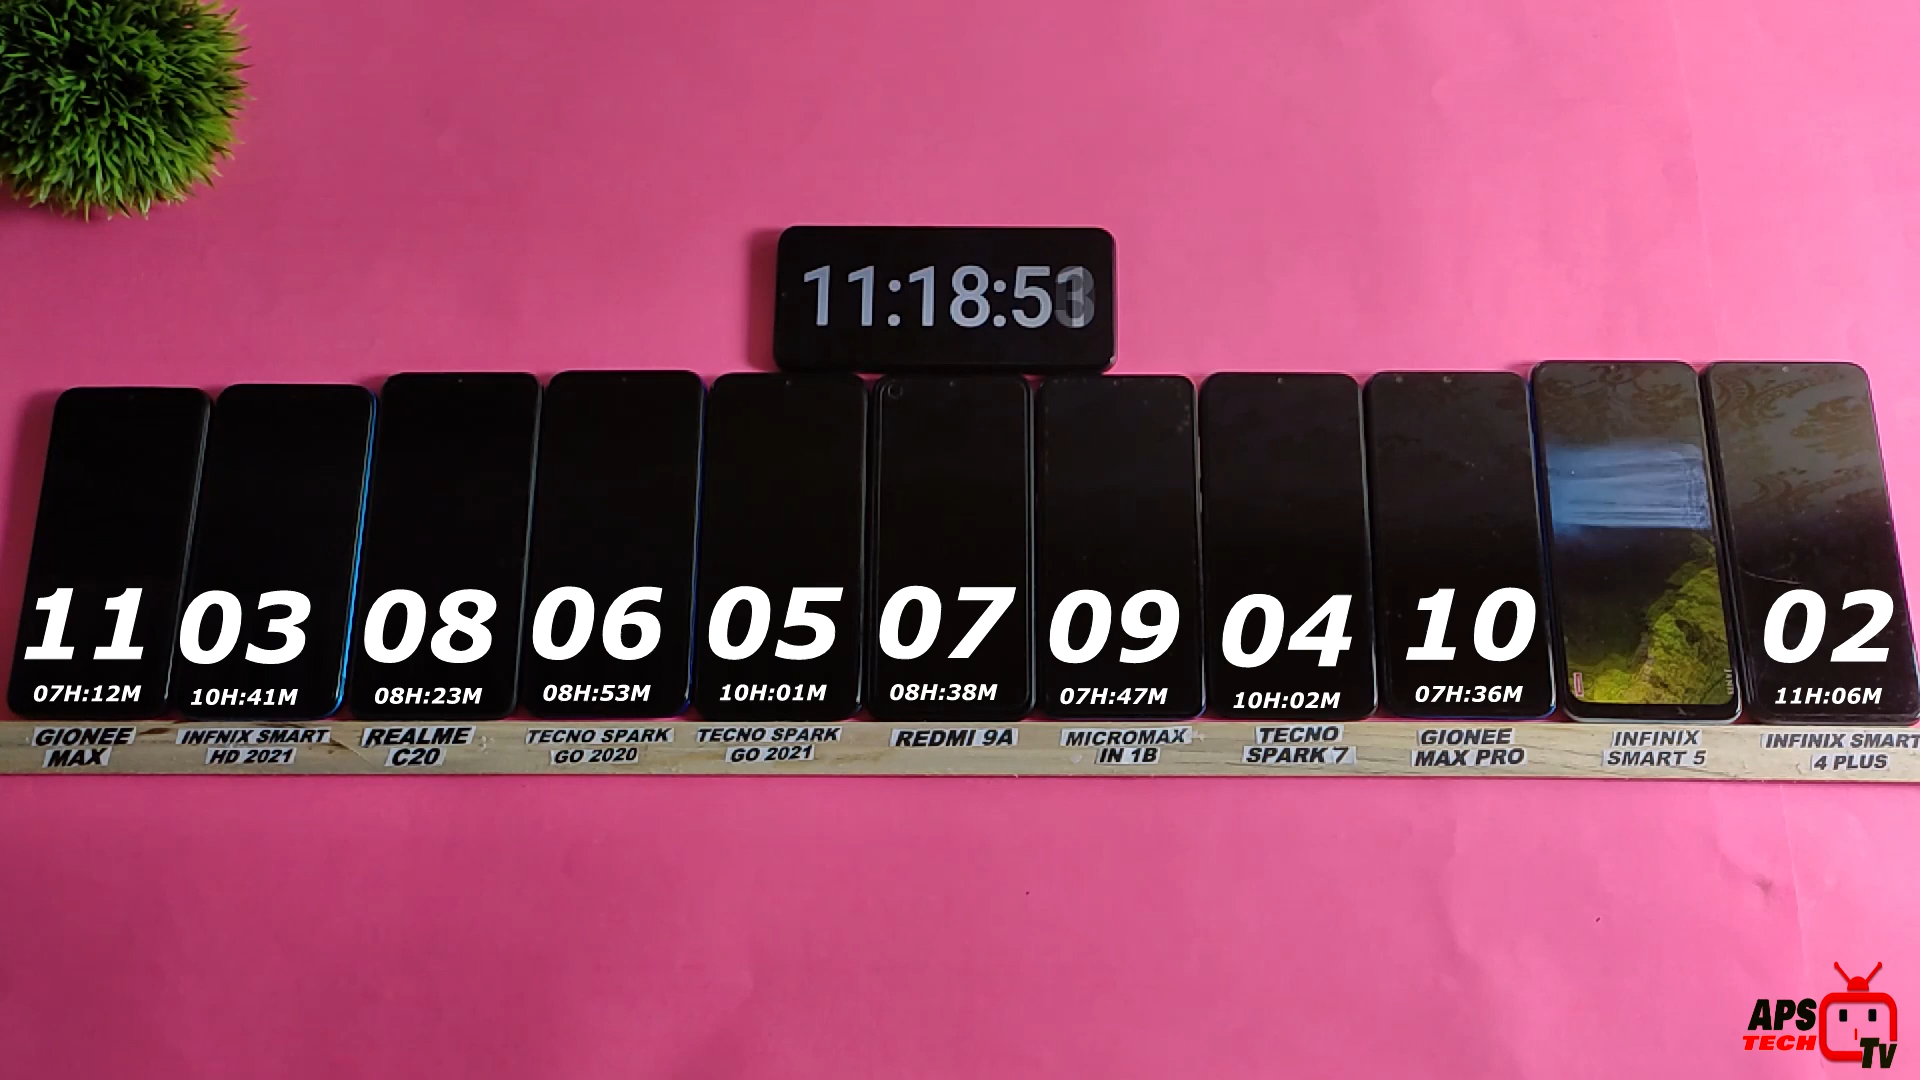 11:18:53
11
03
08
06
05
07
09
04
10
02
07H:12M
10H:41M
08H:23M
08H:53M
10H:01M
08H:38M
07H:47M
10H:02M
07H:36M
11H:06M
GIONEE
MAX
INFNIX SMART
HD 2021
REALME
C20
TECNO SPARK
GO 2020
TECNO SPARK
GO 2021
REDMI 9A
MICROMAX
IN 1B
TECNO
SPARK 7
GIONEE
MAX PRO
INFINIX
SMART 5
INFINIX SMART
4 PLUS
APS
TECH
TV